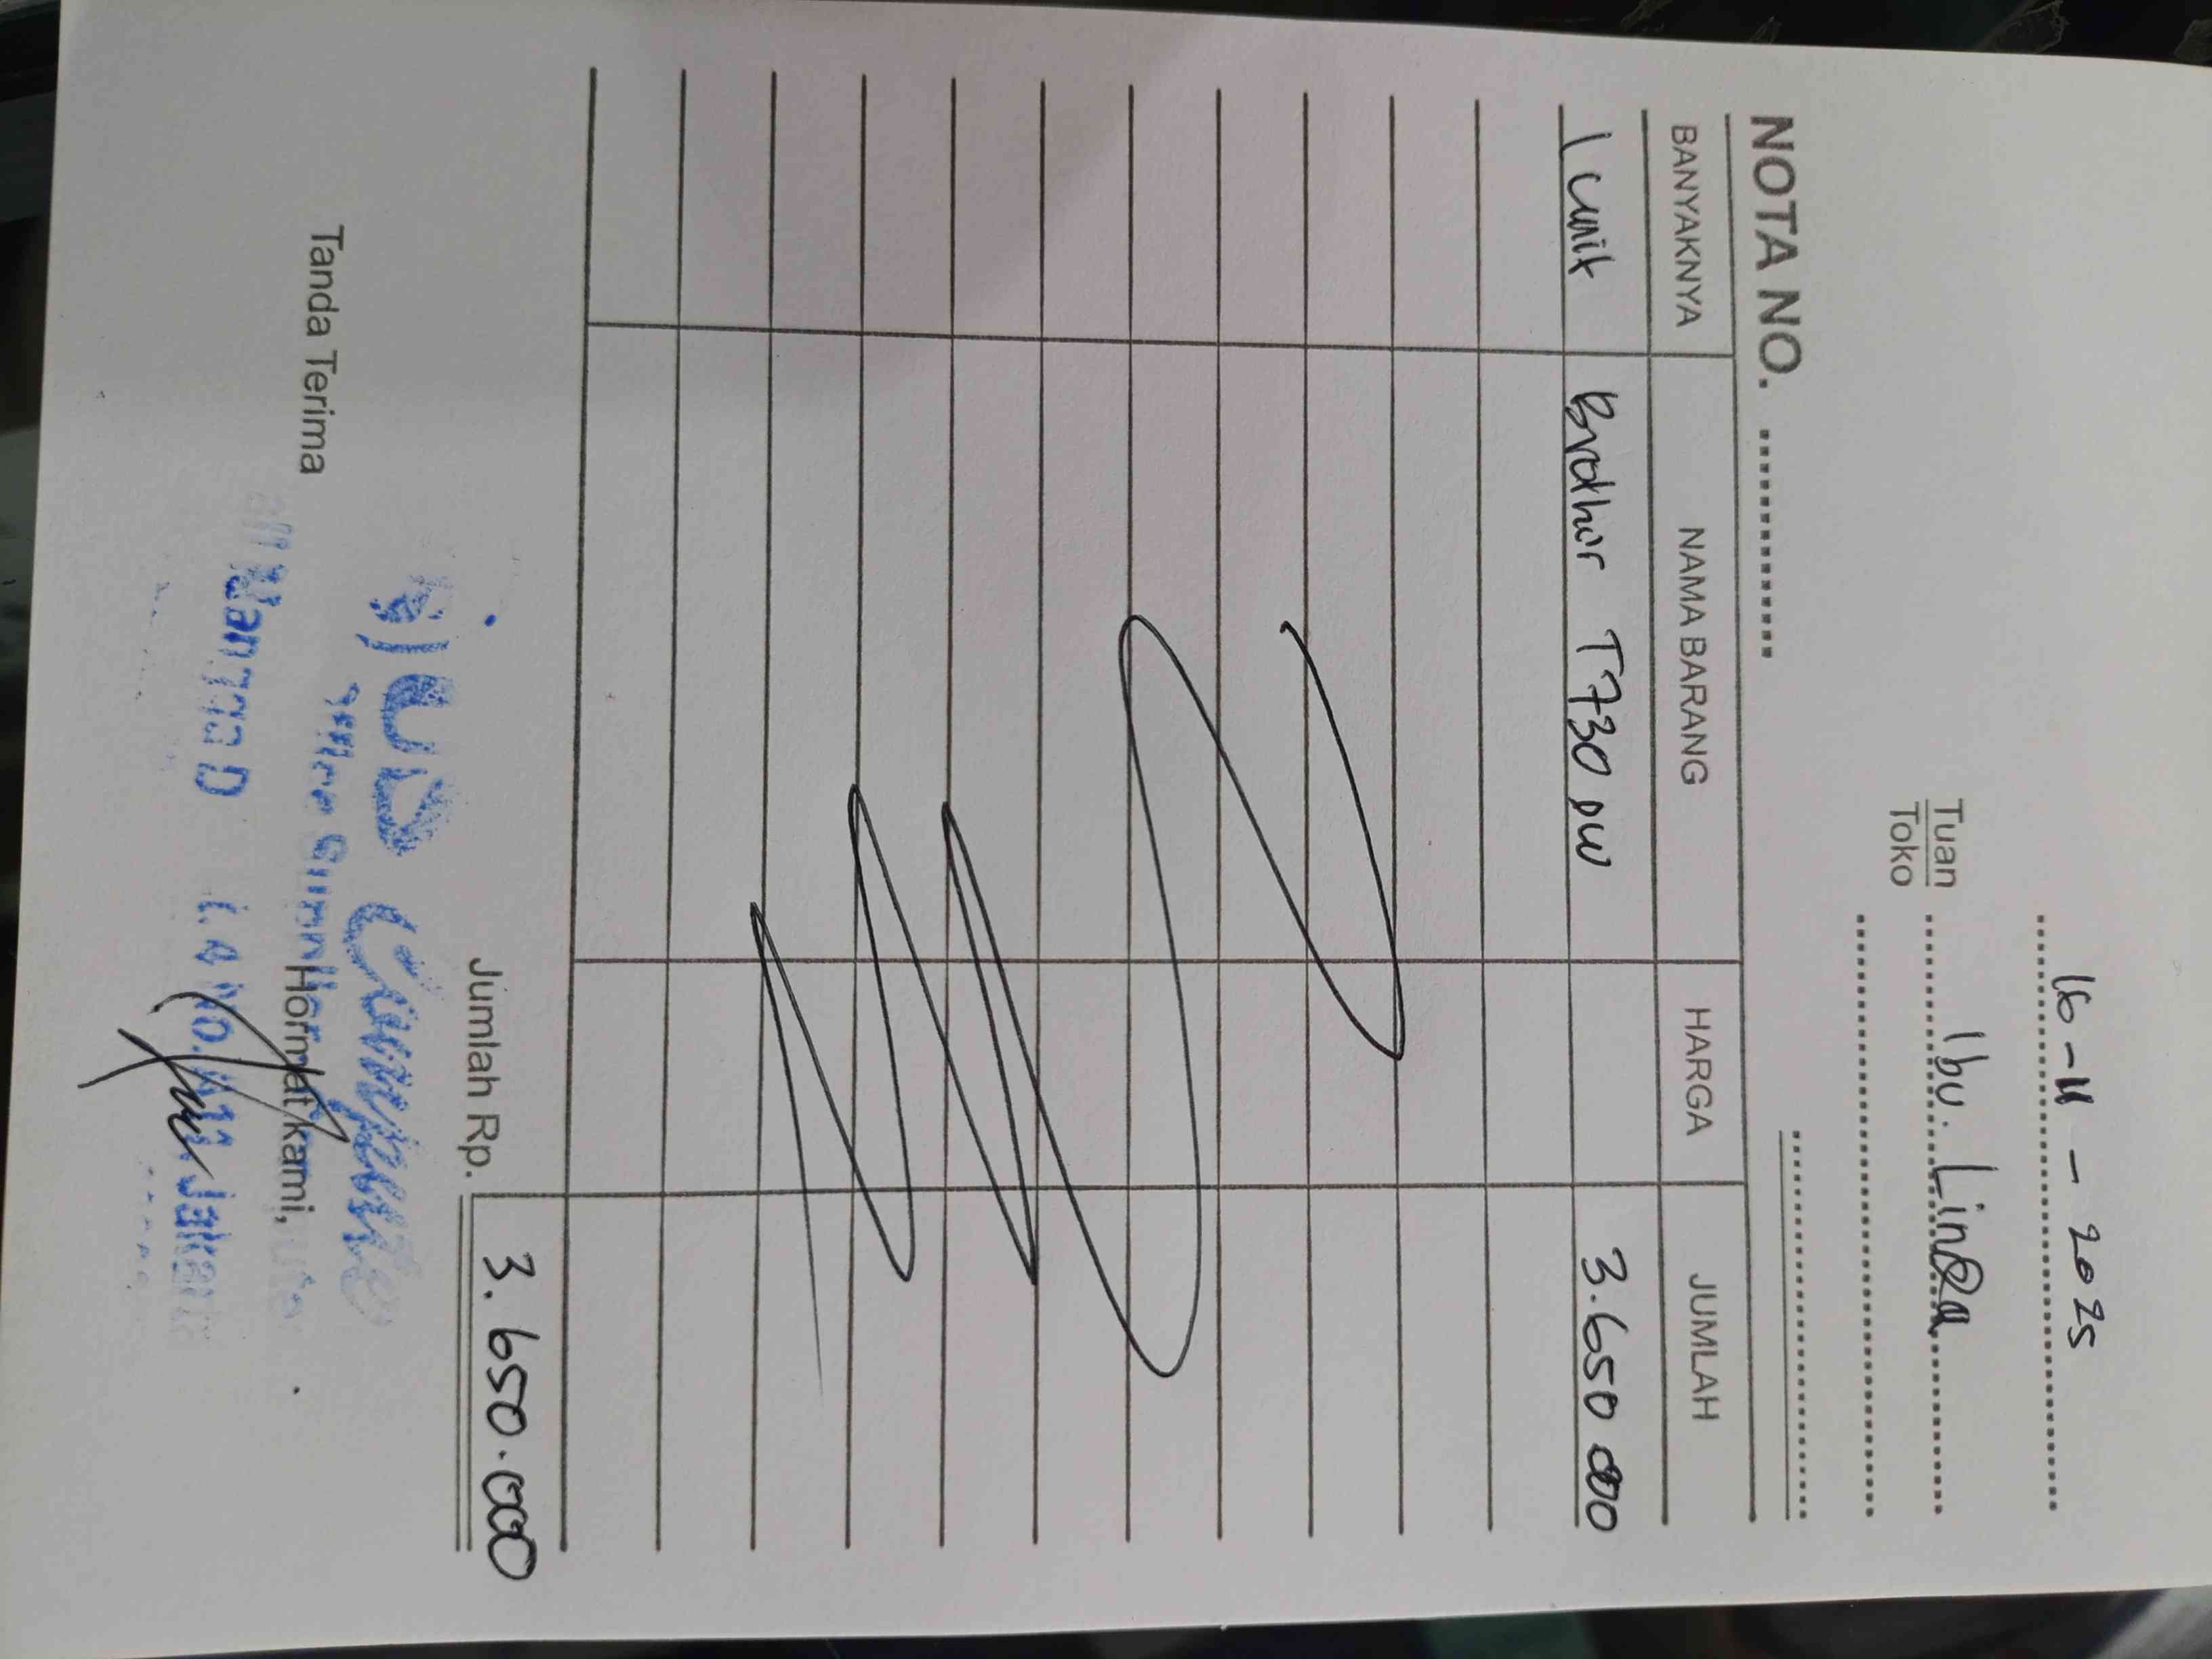 16 - 11 - 2025
Tuan Ibu. Linda
Toko
NOTA NO.
BANYAKNYA NAMA BARANG HARGA JUMLAH
1 unit Brother T730 DW 3.650 000
Jumlah Rp. 3.650.000
Tanda Terima Hormat kami,